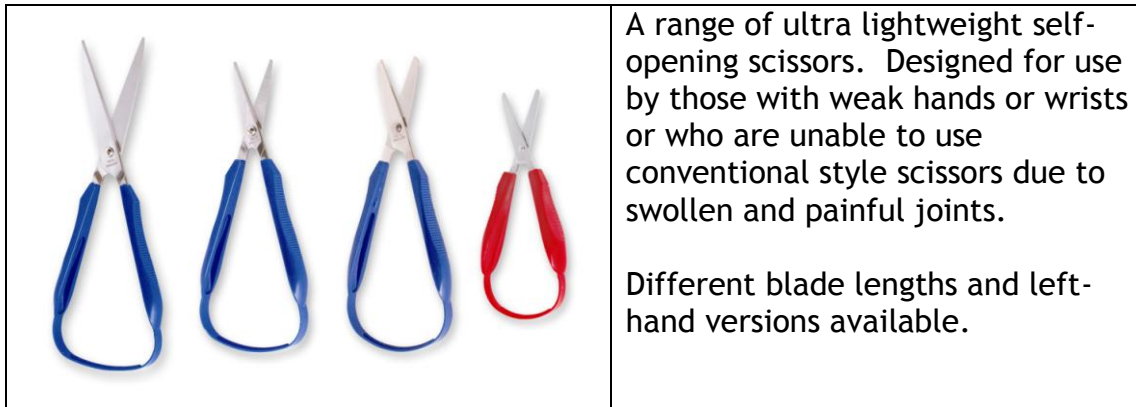 A range of ultra lightweight self-
opening scissors.  Designed for use
by those with weak hands or wrists
or who are unable to use
conventional style scissors due to
swollen and painful joints.
Different blade lengths and left-
hand versions available.